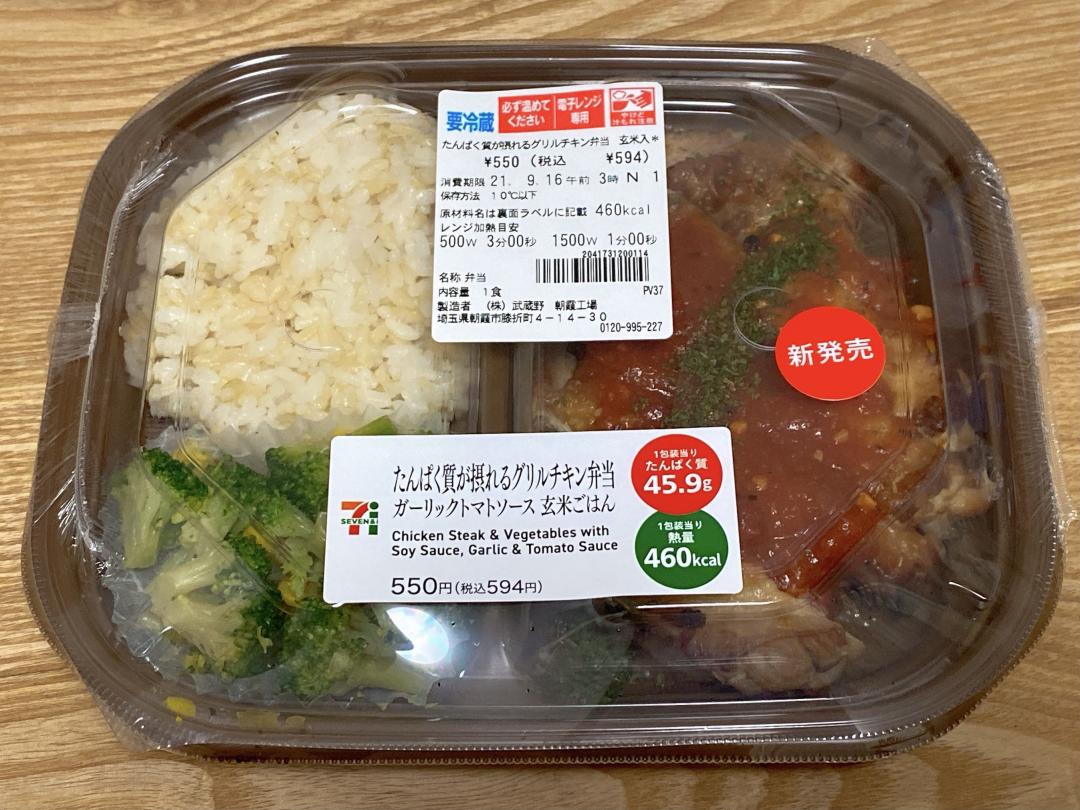 要冷蔵
必ず温めて
ください
電子レンジ
専用
やけど
汁もれ注意
たんぱく質が摂れるグリルチキン弁当 玄米入*
¥550 (税込 ¥594)
消費期限 21. 9.16午前 3時 N 1
保存方法 10℃以下
原材料名は裏面ラベルに記載 460kcal
レンジ加熱目安
500W 3分00秒 1500W 1分00秒
2041731200114
名称 弁当
内容量 1食
PV37
製造者 (株)武蔵野 朝霞工場
埼玉県朝霞市膝折町4-14-30
0120-995-227
新発売
たんぱく質が摂れるグリルチキン弁当
ガーリックトマトソース 玄米ごはん
SEVEN & i
Chicken Steak & Vegetables with
Soy Sauce, Garlic & Tomato Sauce
550円(税込594円)
1包装当り
たんぱく質
45.9g
1包装当り
熱量
460kcal